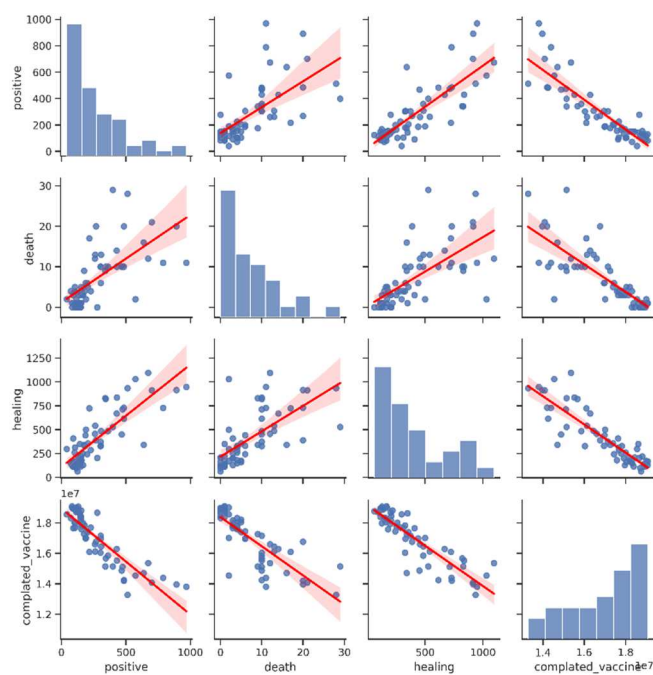 1000
800
600
400
200
0
positive
30
20
10
0
death
1250
1000
750
500
250
0
healing
1e7
1.8
1.6
1.4
1.2
complated_vaccine
0 500 0 10 20 30 0 500 1000 1.4 1.6 1.8
1e7
positive death healing complated_vaccine